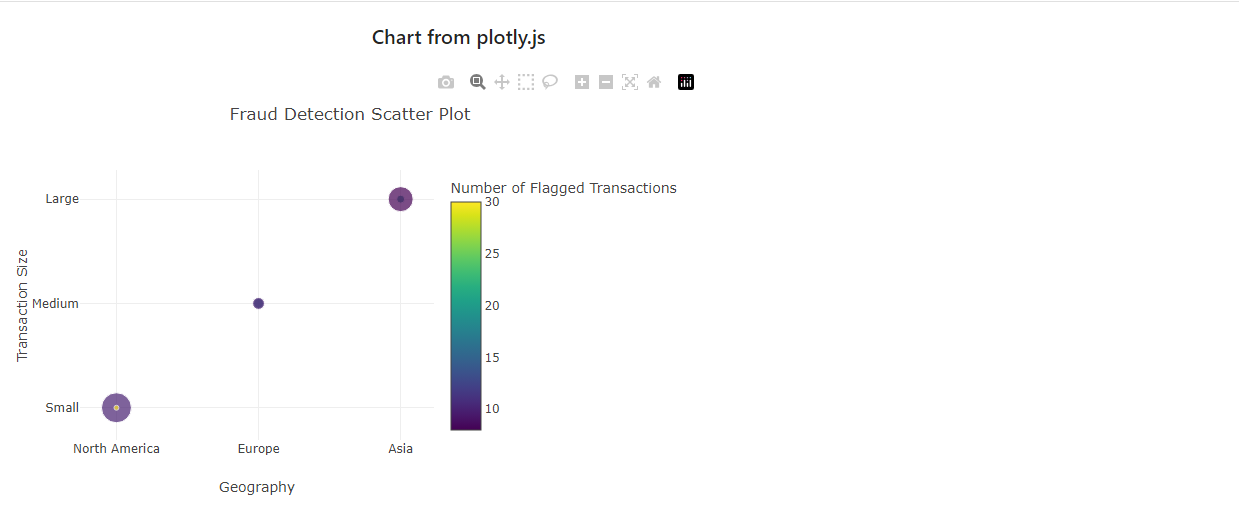 Chart from plotly.js
Fraud Detection Scatter Plot
Number of Flagged Transactions
30
25
20
15
10
Transaction Size
Large
Medium
Small
North America
Europe
Asia
Geography